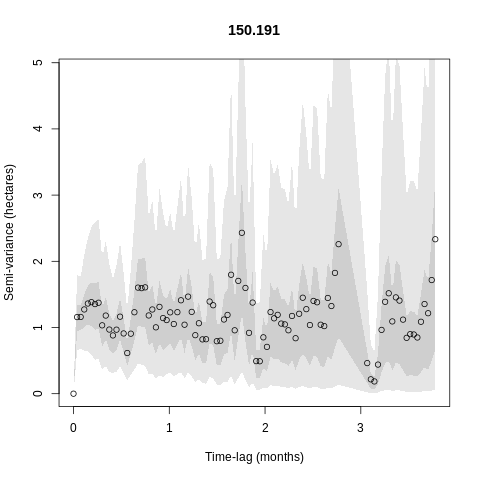 150.191
Semi-variance (hectares)
5
4
3
2
1
0
0 1 2 3
Time-lag (months)